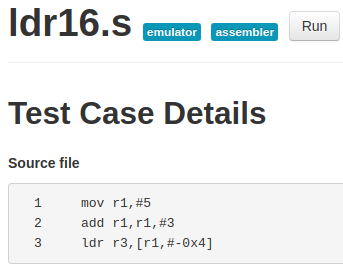 ldr16.s emulator assembler Run
Test Case Details
Source file
1 mov r1,#5
2 add r1,r1,#3
3 ldr r3,[r1,#-0x4]